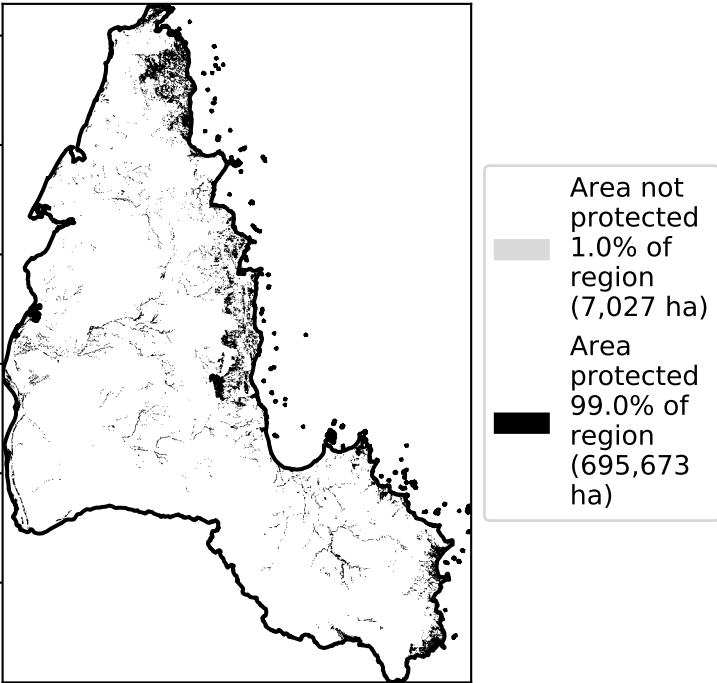 Area not
protected
1.0% of
region
(7,027 ha)
Area
protected
99.0% of
region
(695,673
ha)